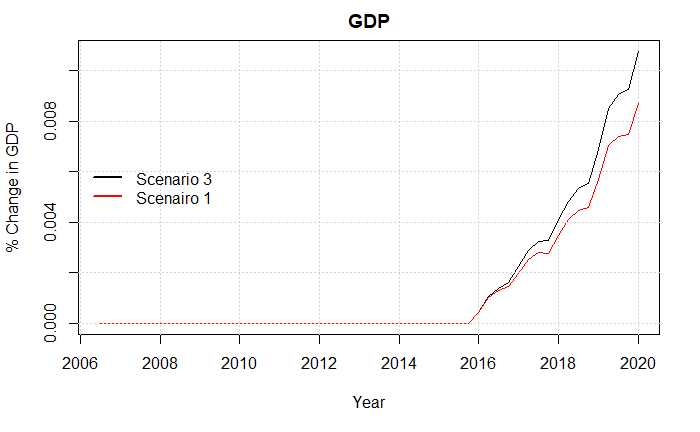 GDP
% Change in GDP
0.008
0.004
0.000
Scenario 3
Scenairo 1
2006 2008 2010 2012 2014 2016 2018 2020
Year